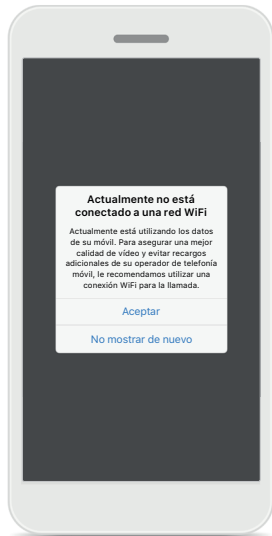 Actualmente no está
conectado a una red WiFi
Actualmente está utilizando los datos
de su móvil. Para asegurar una mejor
calidad de vídeo y evitar recargos
adicionales de su operador de telefonía
móvil, le recomendamos utilizar una
conexión WiFi para la llamada.
Aceptar
No mostrar de nuevo